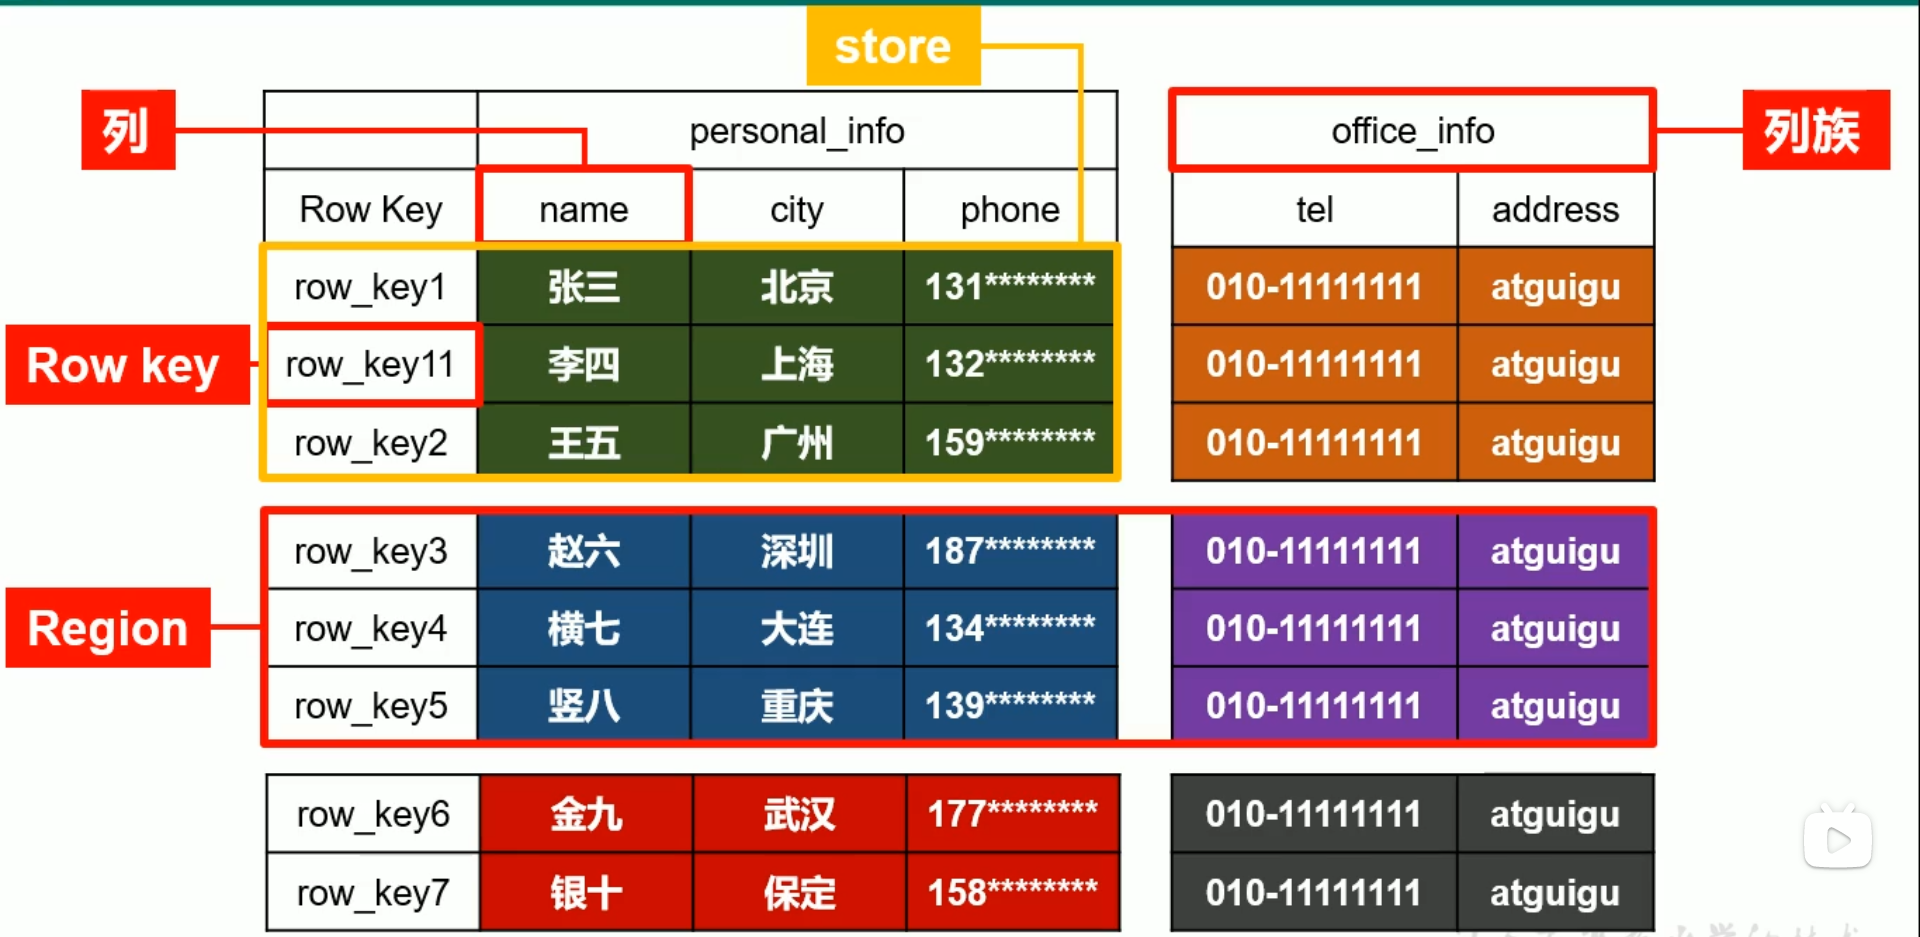 store
列 personal_info office_info 列族
Row Key name city phone tel address
row_key1 张三 北京 131******** 010-11111111 atguigu
Row key row_key11 李四 上海 132******** 010-11111111 atguigu
row_key2 王五 广州 159******** 010-11111111 atguigu
row_key3 赵六 深圳 187******** 010-11111111 atguigu
Region row_key4 横七 大连 134******** 010-11111111 atguigu
row_key5 竖八 重庆 139******** 010-11111111 atguigu
row_key6 金九 武汉 177******** 010-11111111 atguigu
row_key7 银十 保定 158******** 010-11111111 atguigu